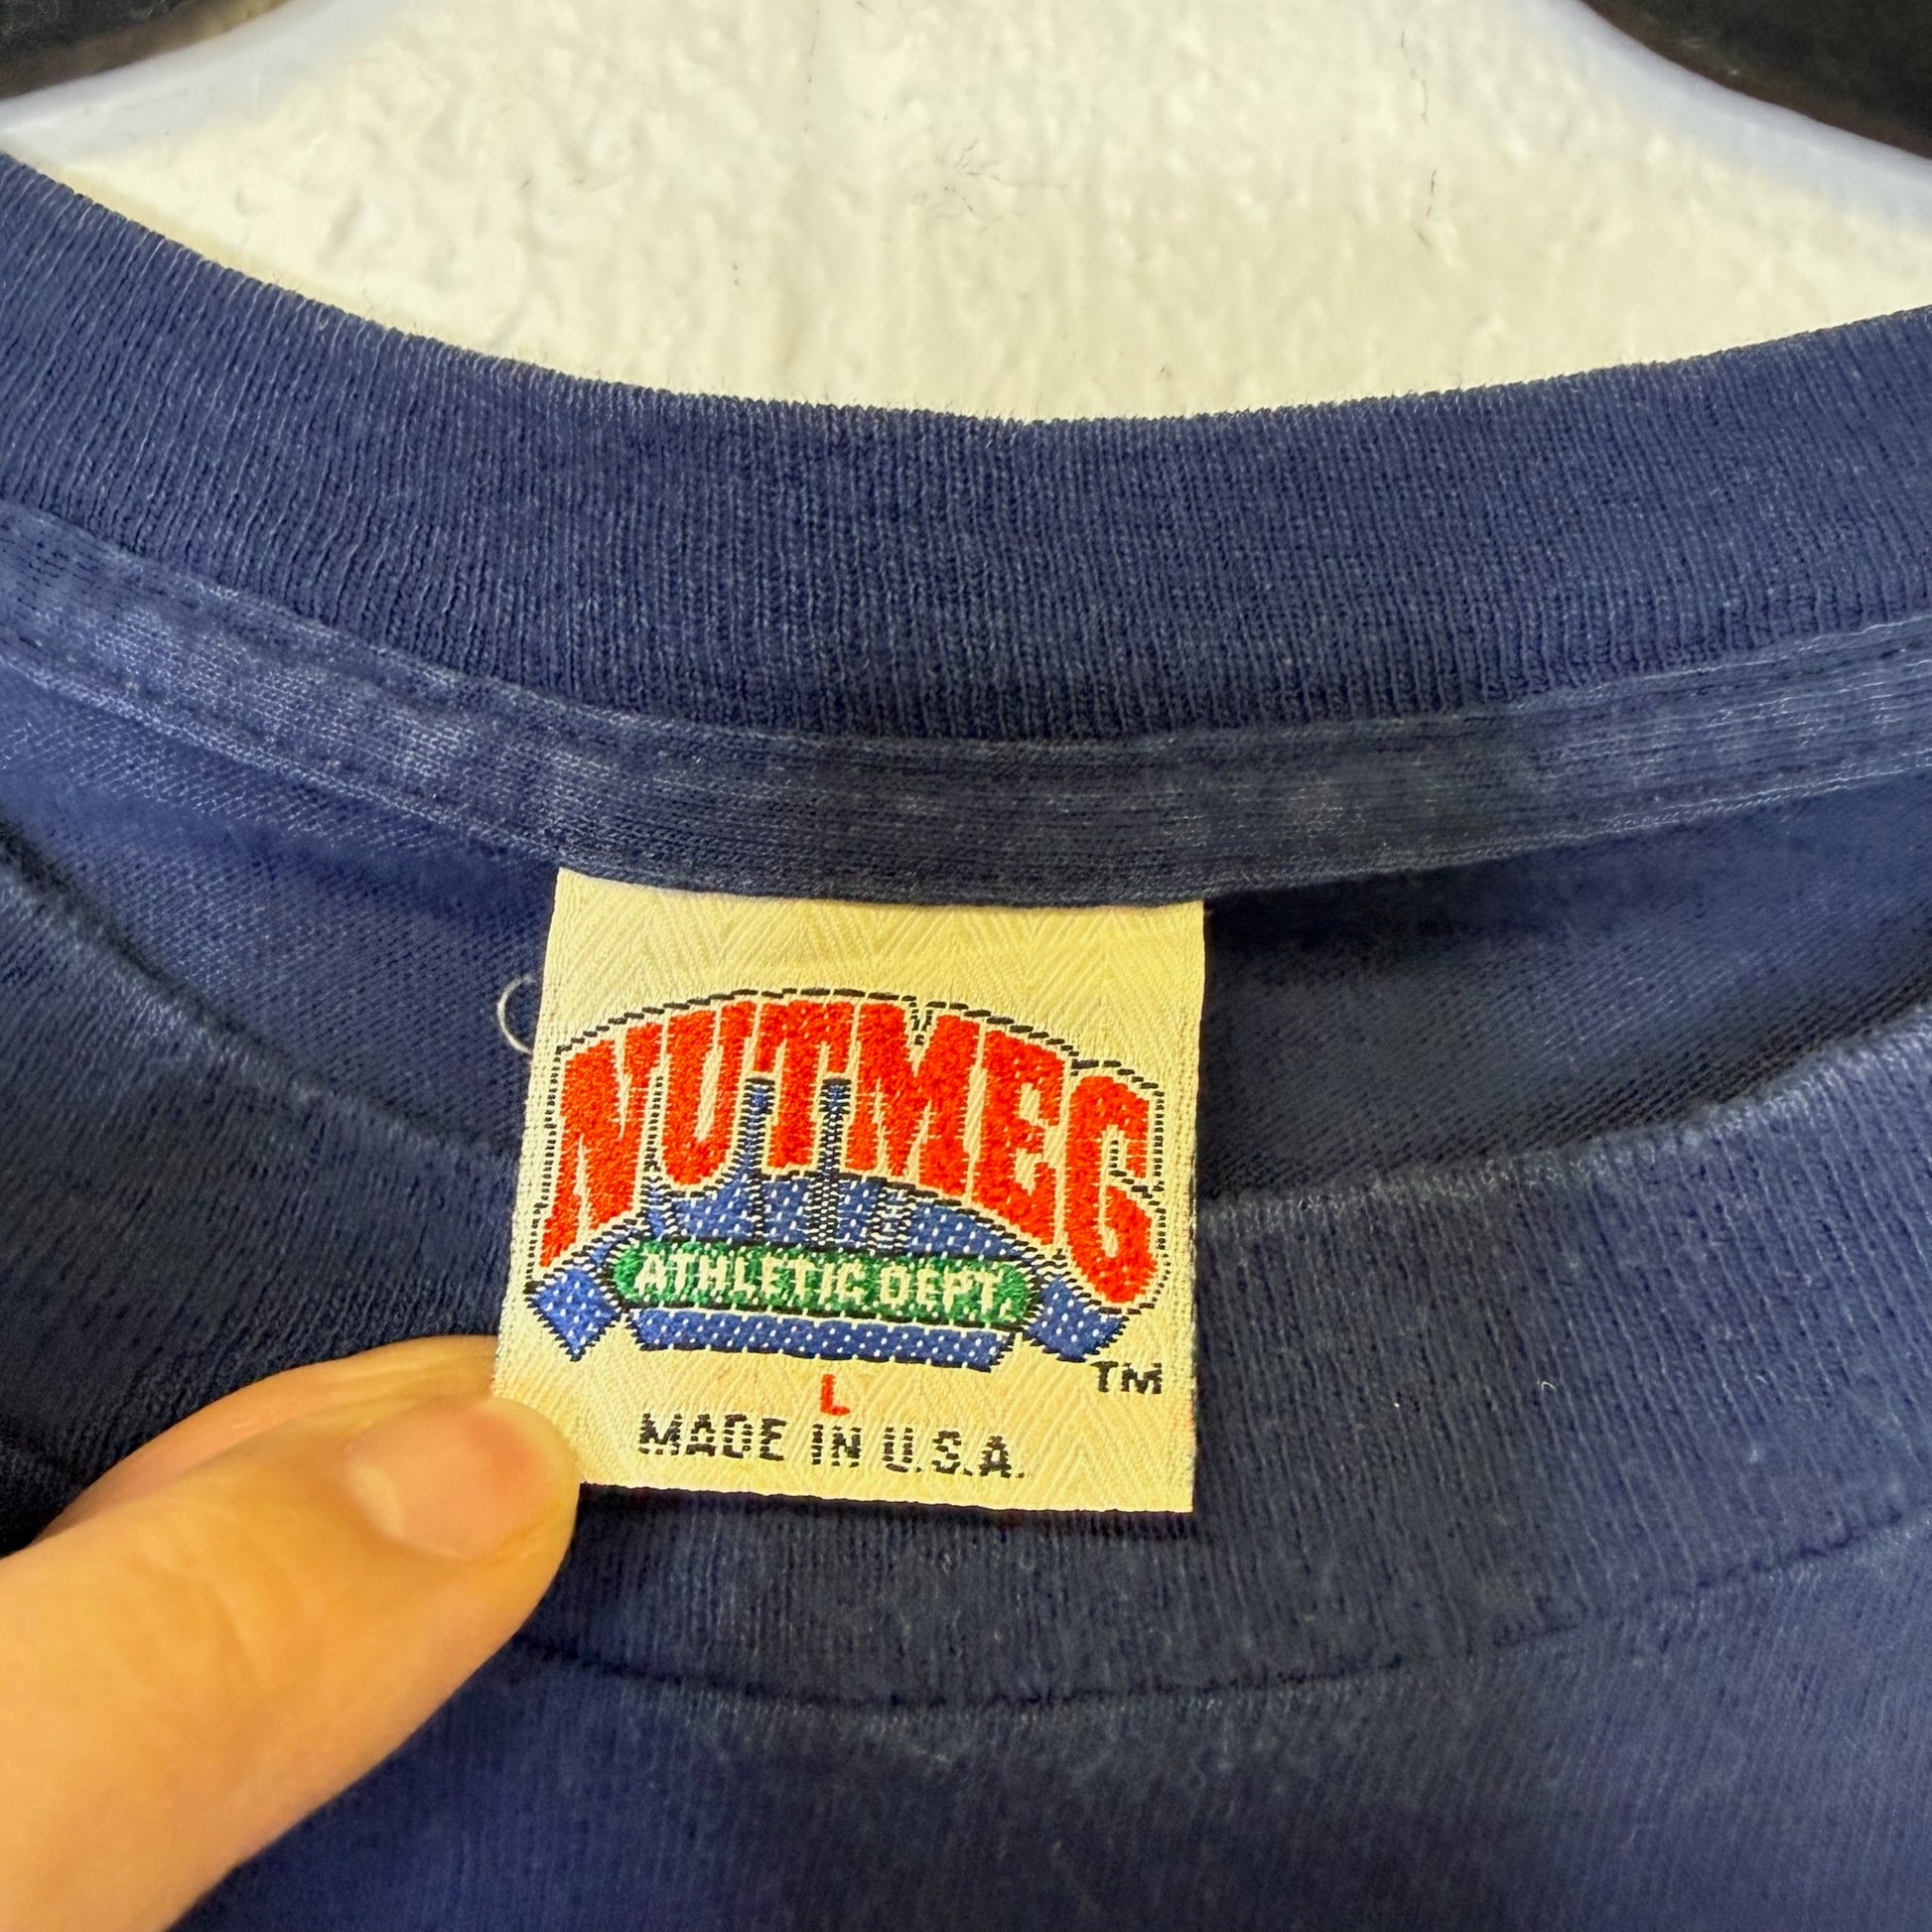 NUTMEG
ATHLETIC DEPT.
TM
L
MADE IN U.S.A.